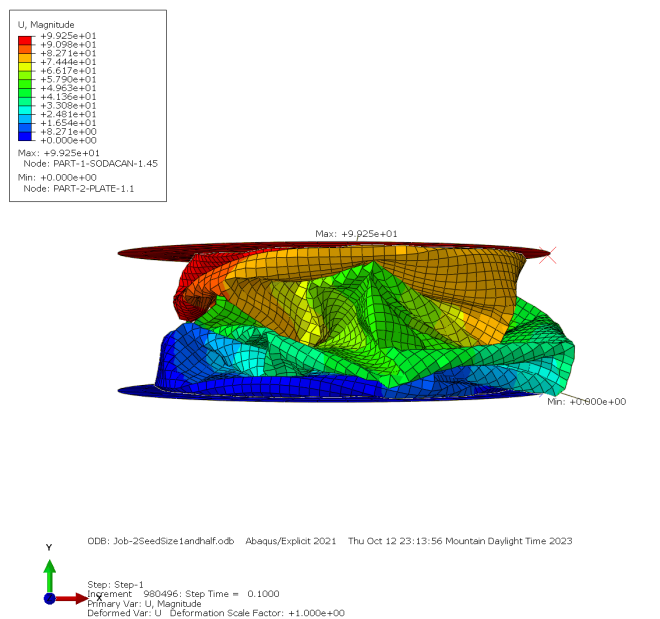 U, Magnitude
+9.925e+01
+9.098e+01
+8.271e+01
+7.444e+01
+6.617e+01
+5.790e+01
+4.963e+01
+4.136e+01
+3.308e+01
+2.481e+01
+1.654e+01
+8.271e+00
+0.000e+00
Max: +9.925e+01
Node: PART-1-SODACAN-1.45
Min: +0.000e+00
Node: PART-2-PLATE-1.1
Max: +9.925e+01
Min: +0.000e+00
ODB: Job-2SeedSize1andhalf.odb    Abaqus/Explicit 2021    Thu Oct 12 23:13:56 Mountain Daylight Time 2023
Y
X
Step: Step-1
Increment    980496: Step Time =    0.1000
Primary Var: U, Magnitude
Deformed Var: U   Deformation Scale Factor: +1.000e+00